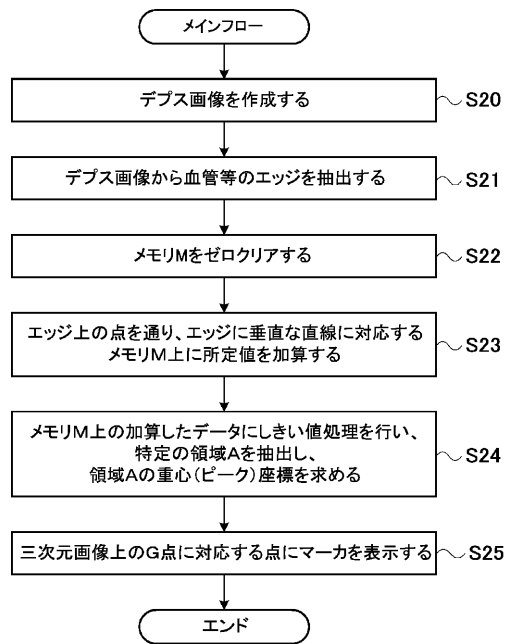 メインフロー
デプス画像を作成する
S20
デプス画像から血管等のエッジを抽出する
S21
メモリMをゼロクリアする
S22
エッジ上の点を通り、エッジに垂直な直線に対応する
メモリM上に所定値を加算する
S23
メモリM上の加算したデータにしきい値処理を行い、
特定の領域Aを抽出し、
領域Aの重心(ピーク)座標を求める
S24
三次元画像上のG点に対応する点にマーカを表示する
S25
エンド